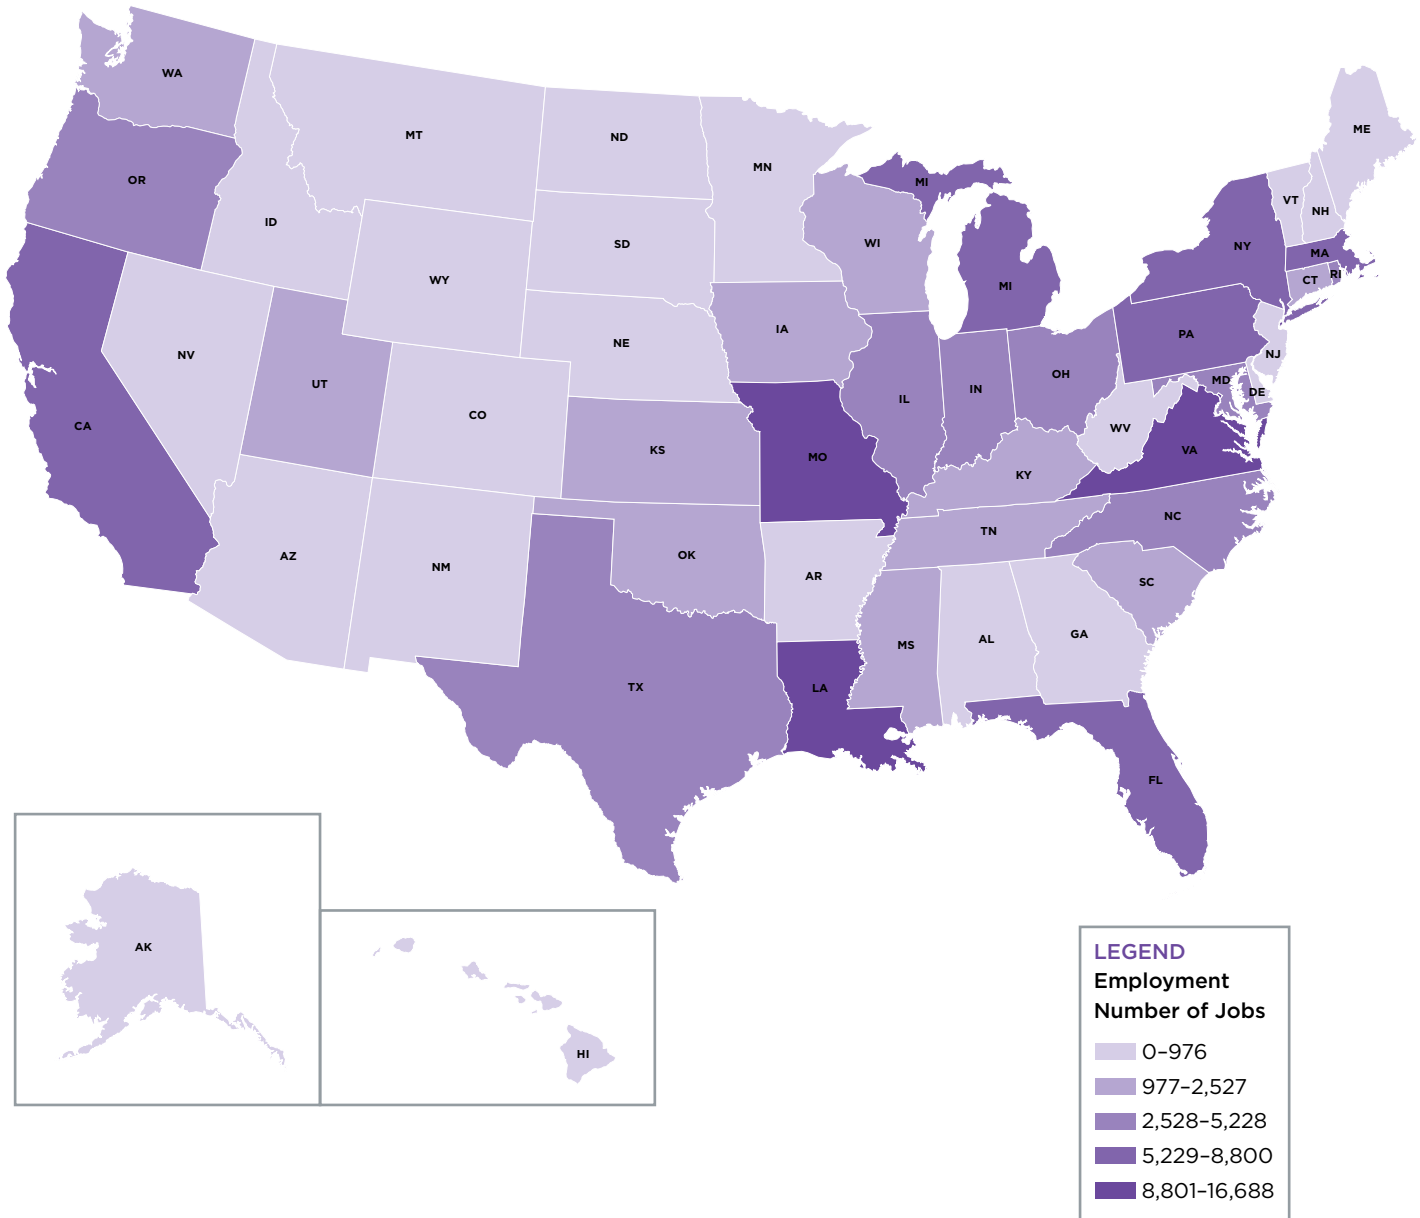 WA
MT
ND
MN
ME
OR
MI
VT
NH
ID
SD
WI
NY
MA
WY
MI
CT
RI
IA
NE
PA
NV
NJ
UT
OH
MD
IN
DE
IL
CO
CA
WV
KS
MO
VA
KY
NC
TN
AZ
OK
NM
AR
SC
GA
AL
MS
TX
LA
FL
AK
HI
LEGEND
Employment
Number of Jobs
0–976
977–2,527
2,528–5,228
5,229–8,800
8,801–16,688